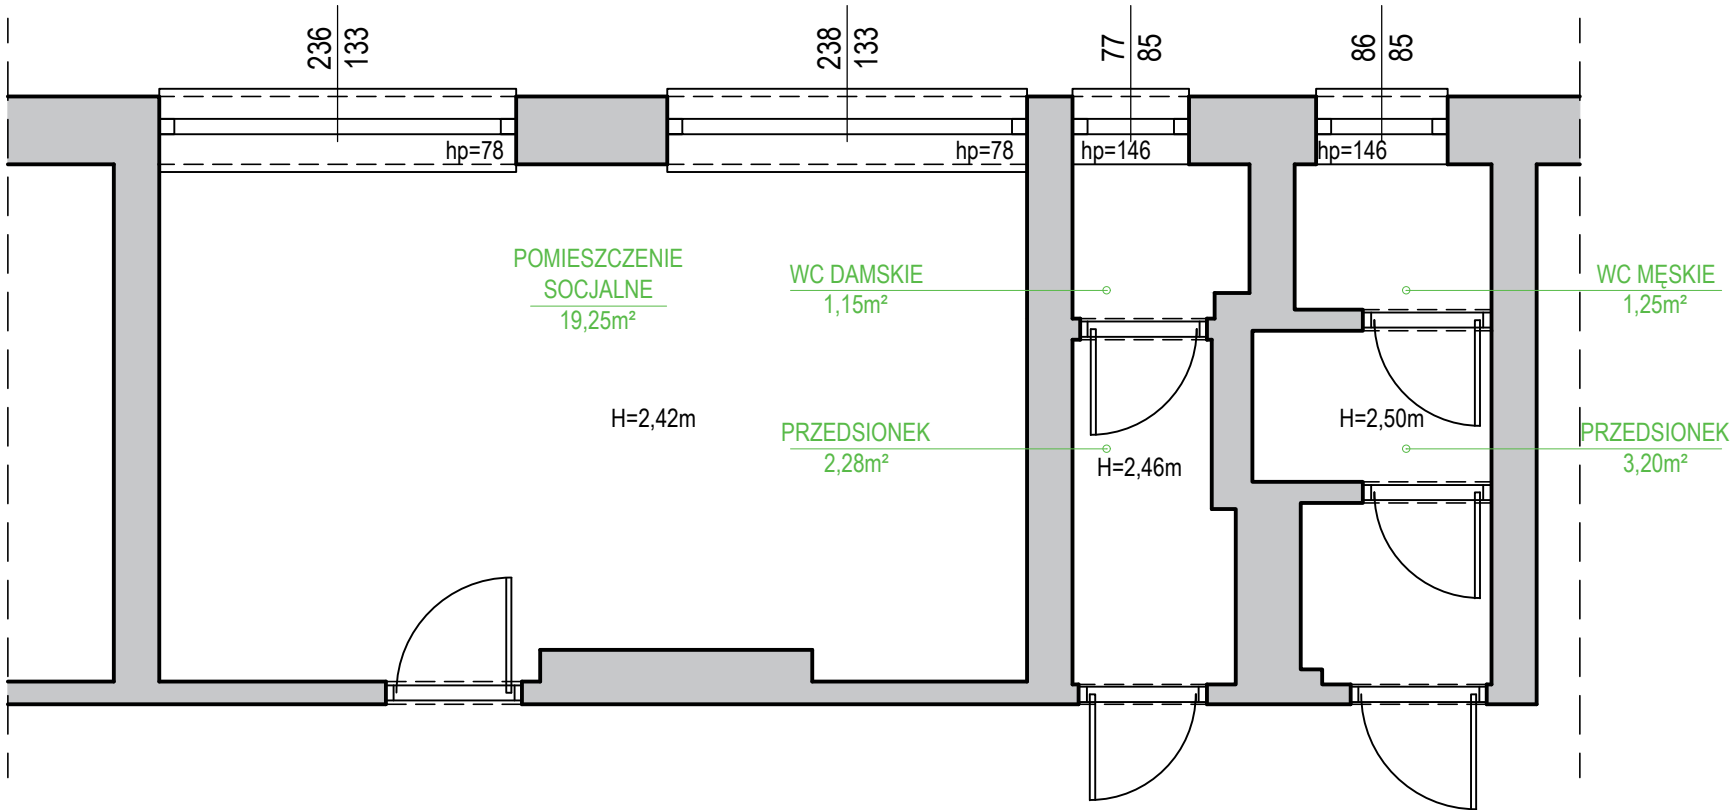 236
133
238
133
77
85
86
85
hp=78
hp=78
hp=146
hp=146
POMIESZCZENIE
SOCJALNE
19,25m²
WC DAMSKIE
1,15m²
WC MĘSKIE
1,25m²
H=2,42m
H=2,50m
PRZEDSIONEK
2,28m²
H=2,46m
PRZEDSIONEK
3,20m²